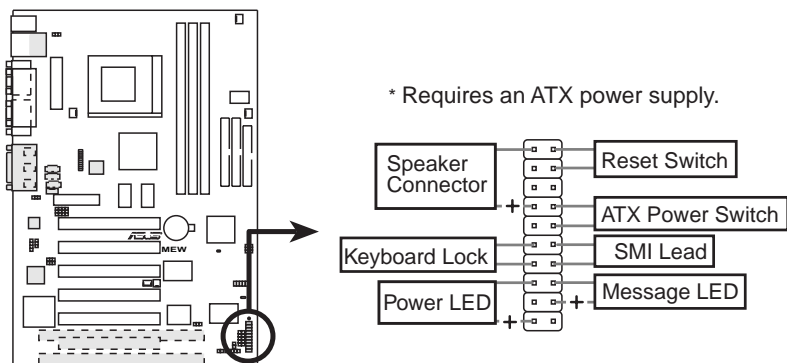 * Requires an ATX power supply.
Speaker
Connector
+
Keyboard Lock
Power LED
+
Reset Switch
ATX Power Switch
SMI Lead
Message LED
+
ASUS
MEW